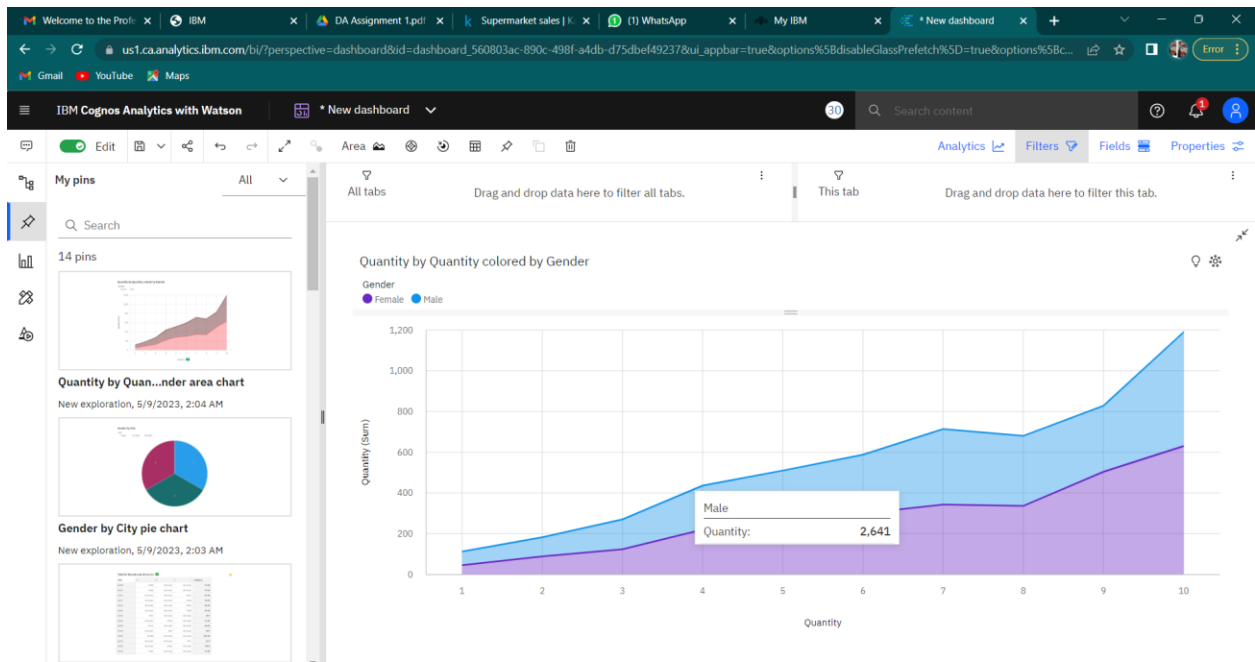 Welcome to the Profe
IBM
DA Assignment 1.pdf
Supermarket sales | K
(1) WhatsApp
My IBM
* New dashboard
us1.ca.analytics.ibm.com/bi/?perspective=dashboard&id=dashboard_560803ac-890c-498f-a4db-d75dbef49237&ui_appbar=true&options%5BdisableGlassPrefetch%5D=true&options%5Bc...
Error
Gmail YouTube Maps
IBM Cognos Analytics with Watson * New dashboard 30 Search content 1
Edit Area Analytics Filters Fields Properties
My pins All
Search
14 pins
Quantity by Quan...nder area chart
New exploration, 5/9/2023, 2:04 AM
Gender by City pie chart
New exploration, 5/9/2023, 2:03 AM
All tabs Drag and drop data here to filter all tabs.
This tab Drag and drop data here to filter this tab.
Quantity by Quantity colored by Gender
Gender
Female Male
Quantity (Sum)
1,200
1,000
800
600
400
200
0
Male
Quantity: 2,641
1 2 3 4 5 6 7 8 9 10
Quantity